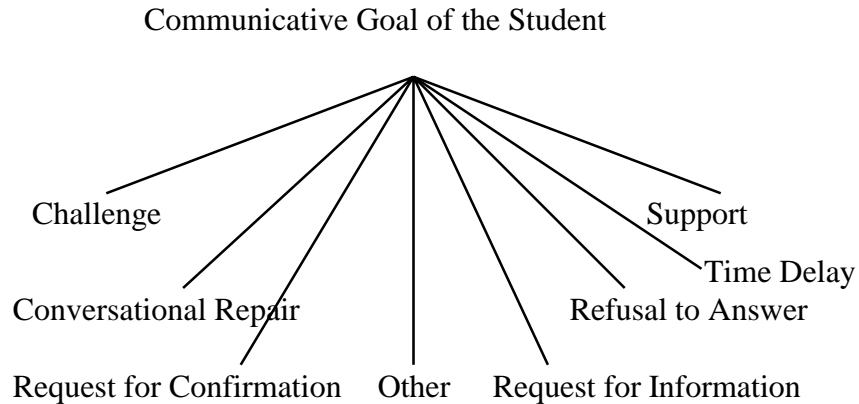 Communicative Goal of the Student
Challenge
Support
Time Delay
Conversational Repair
Refusal to Answer
Request for Confirmation
Other
Request for Information